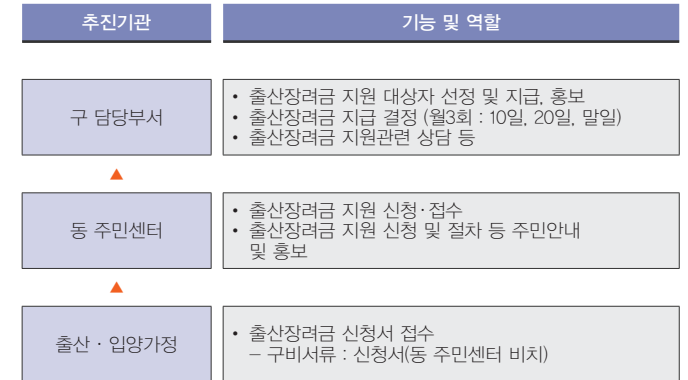 추진기관
기능 및 역할
구 담당부서
• 출산장려금 지원 대상자 선정 및 지급, 홍보
• 출산장려금 지급 결정 (월3회 : 10일, 20일, 말일)
• 출산장려금 지원관련 상담 등
▲
동 주민센터
• 출산장려금 지원 신청·접수
• 출산장려금 지원 신청 및 절차 등 주민안내
및 홍보
▲
출산 · 입양가정
• 출산장려금 신청서 접수
– 구비서류 : 신청서(동 주민센터 비치)